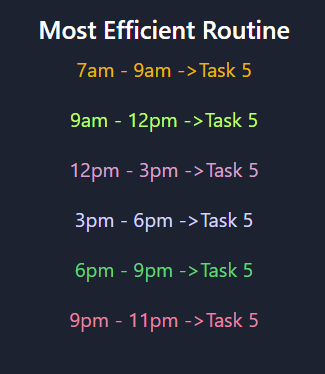 Most Efficient Routine
7am - 9am ->Task 5
9am - 12pm ->Task 5
12pm - 3pm ->Task 5
3pm - 6pm ->Task 5
6pm - 9pm ->Task 5
9pm - 11pm ->Task 5